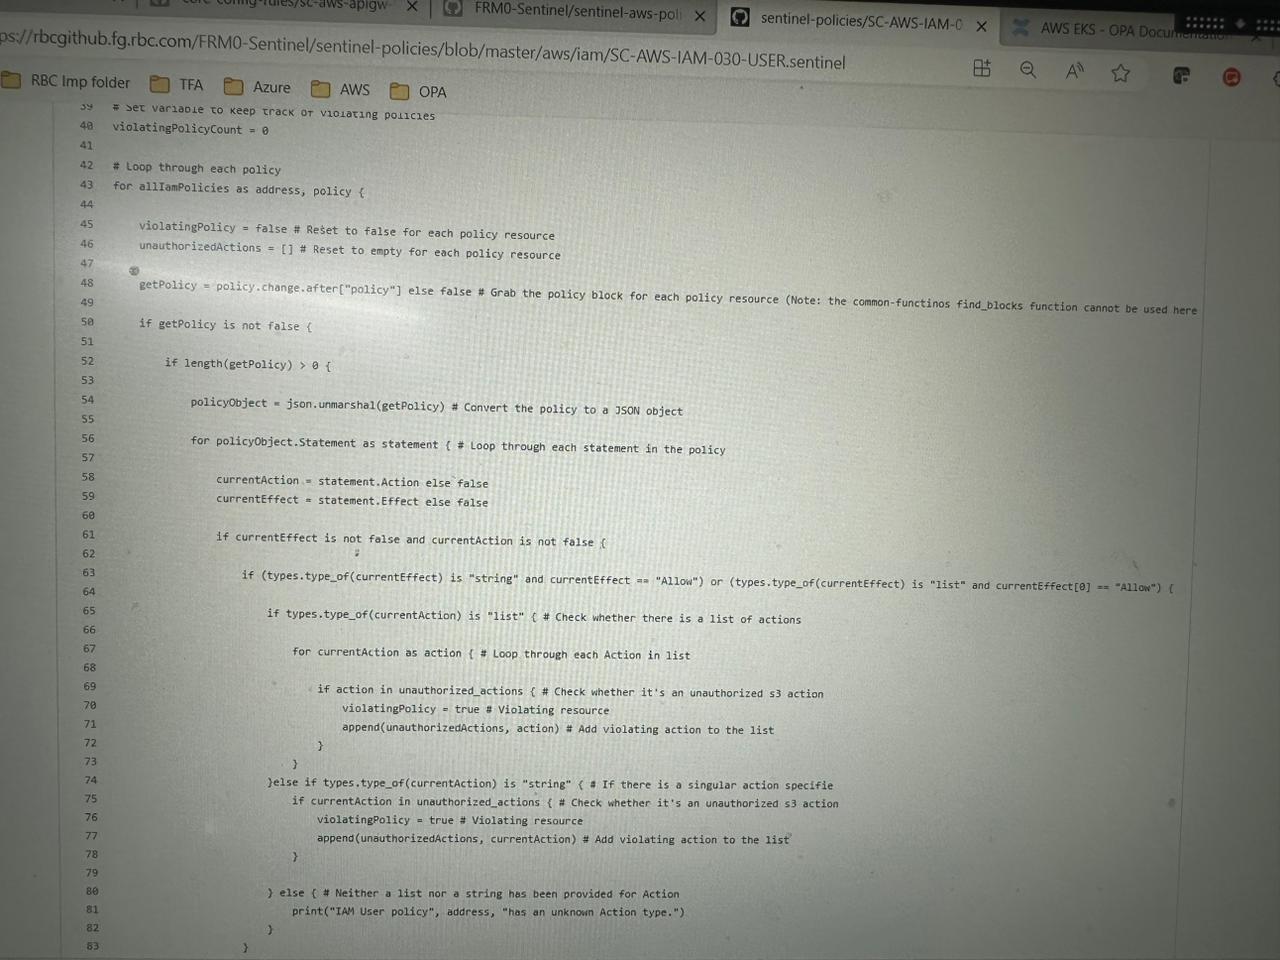 core-config-rules/sc-aws-apigw-
FRM0-Sentinel/sentinel-aws-poli
sentinel-policies/SC-AWS-IAM-0
AWS EKS - OPA Documentation
ps://rbcgithub.fg.rbc.com/FRM0-Sentinel/sentinel-policies/blob/master/aws/iam/SC-AWS-IAM-030-USER.sentinel
RBC Imp folder TFA Azure AWS OPA
39 # Set variable to keep track of violating policies
40 violatingPolicyCount = 0
41
42 # Loop through each policy
43 for allIamPolicies as address, policy {
44
45 violatingPolicy = false # Reset to false for each policy resource
46 unauthorizedActions = [] # Reset to empty for each policy resource
47
48 getPolicy = policy.change.after["policy"] else false # Grab the policy block for each policy resource (Note: the common-functinos find_blocks function cannot be used here
49
50 if getPolicy is not false {
51
52 if length(getPolicy) > 0 {
53
54 policyObject = json.unmarshal(getPolicy) # Convert the policy to a JSON object
55
56 for policyObject.Statement as statement { # Loop through each statement in the policy
57
58 currentAction = statement.Action else false
59 currentEffect = statement.Effect else false
60
61 if currentEffect is not false and currentAction is not false {
62
63 if (types.type_of(currentEffect) is "string" and currentEffect == "Allow") or (types.type_of(currentEffect) is "list" and currentEffect[0] == "Allow") {
64
65 if types.type_of(currentAction) is "list" { # Check whether there is a list of actions
66
67 for currentAction as action { # Loop through each Action in list
68
69 if action in unauthorized_actions { # Check whether it's an unauthorized s3 action
70 violatingPolicy = true # Violating resource
71 append(unauthorizedActions, action) # Add violating action to the list
72 }
73 }
74 }else if types.type_of(currentAction) is "string" { # If there is a singular action specifie
75 if currentAction in unauthorized_actions { # Check whether it's an unauthorized s3 action
76 violatingPolicy = true # Violating resource
77 append(unauthorizedActions, currentAction) # Add violating action to the list
78 }
79
80 } else { # Neither a list nor a string has been provided for Action
81 print("IAM User policy", address, "has an unknown Action type.")
82 }
83 }